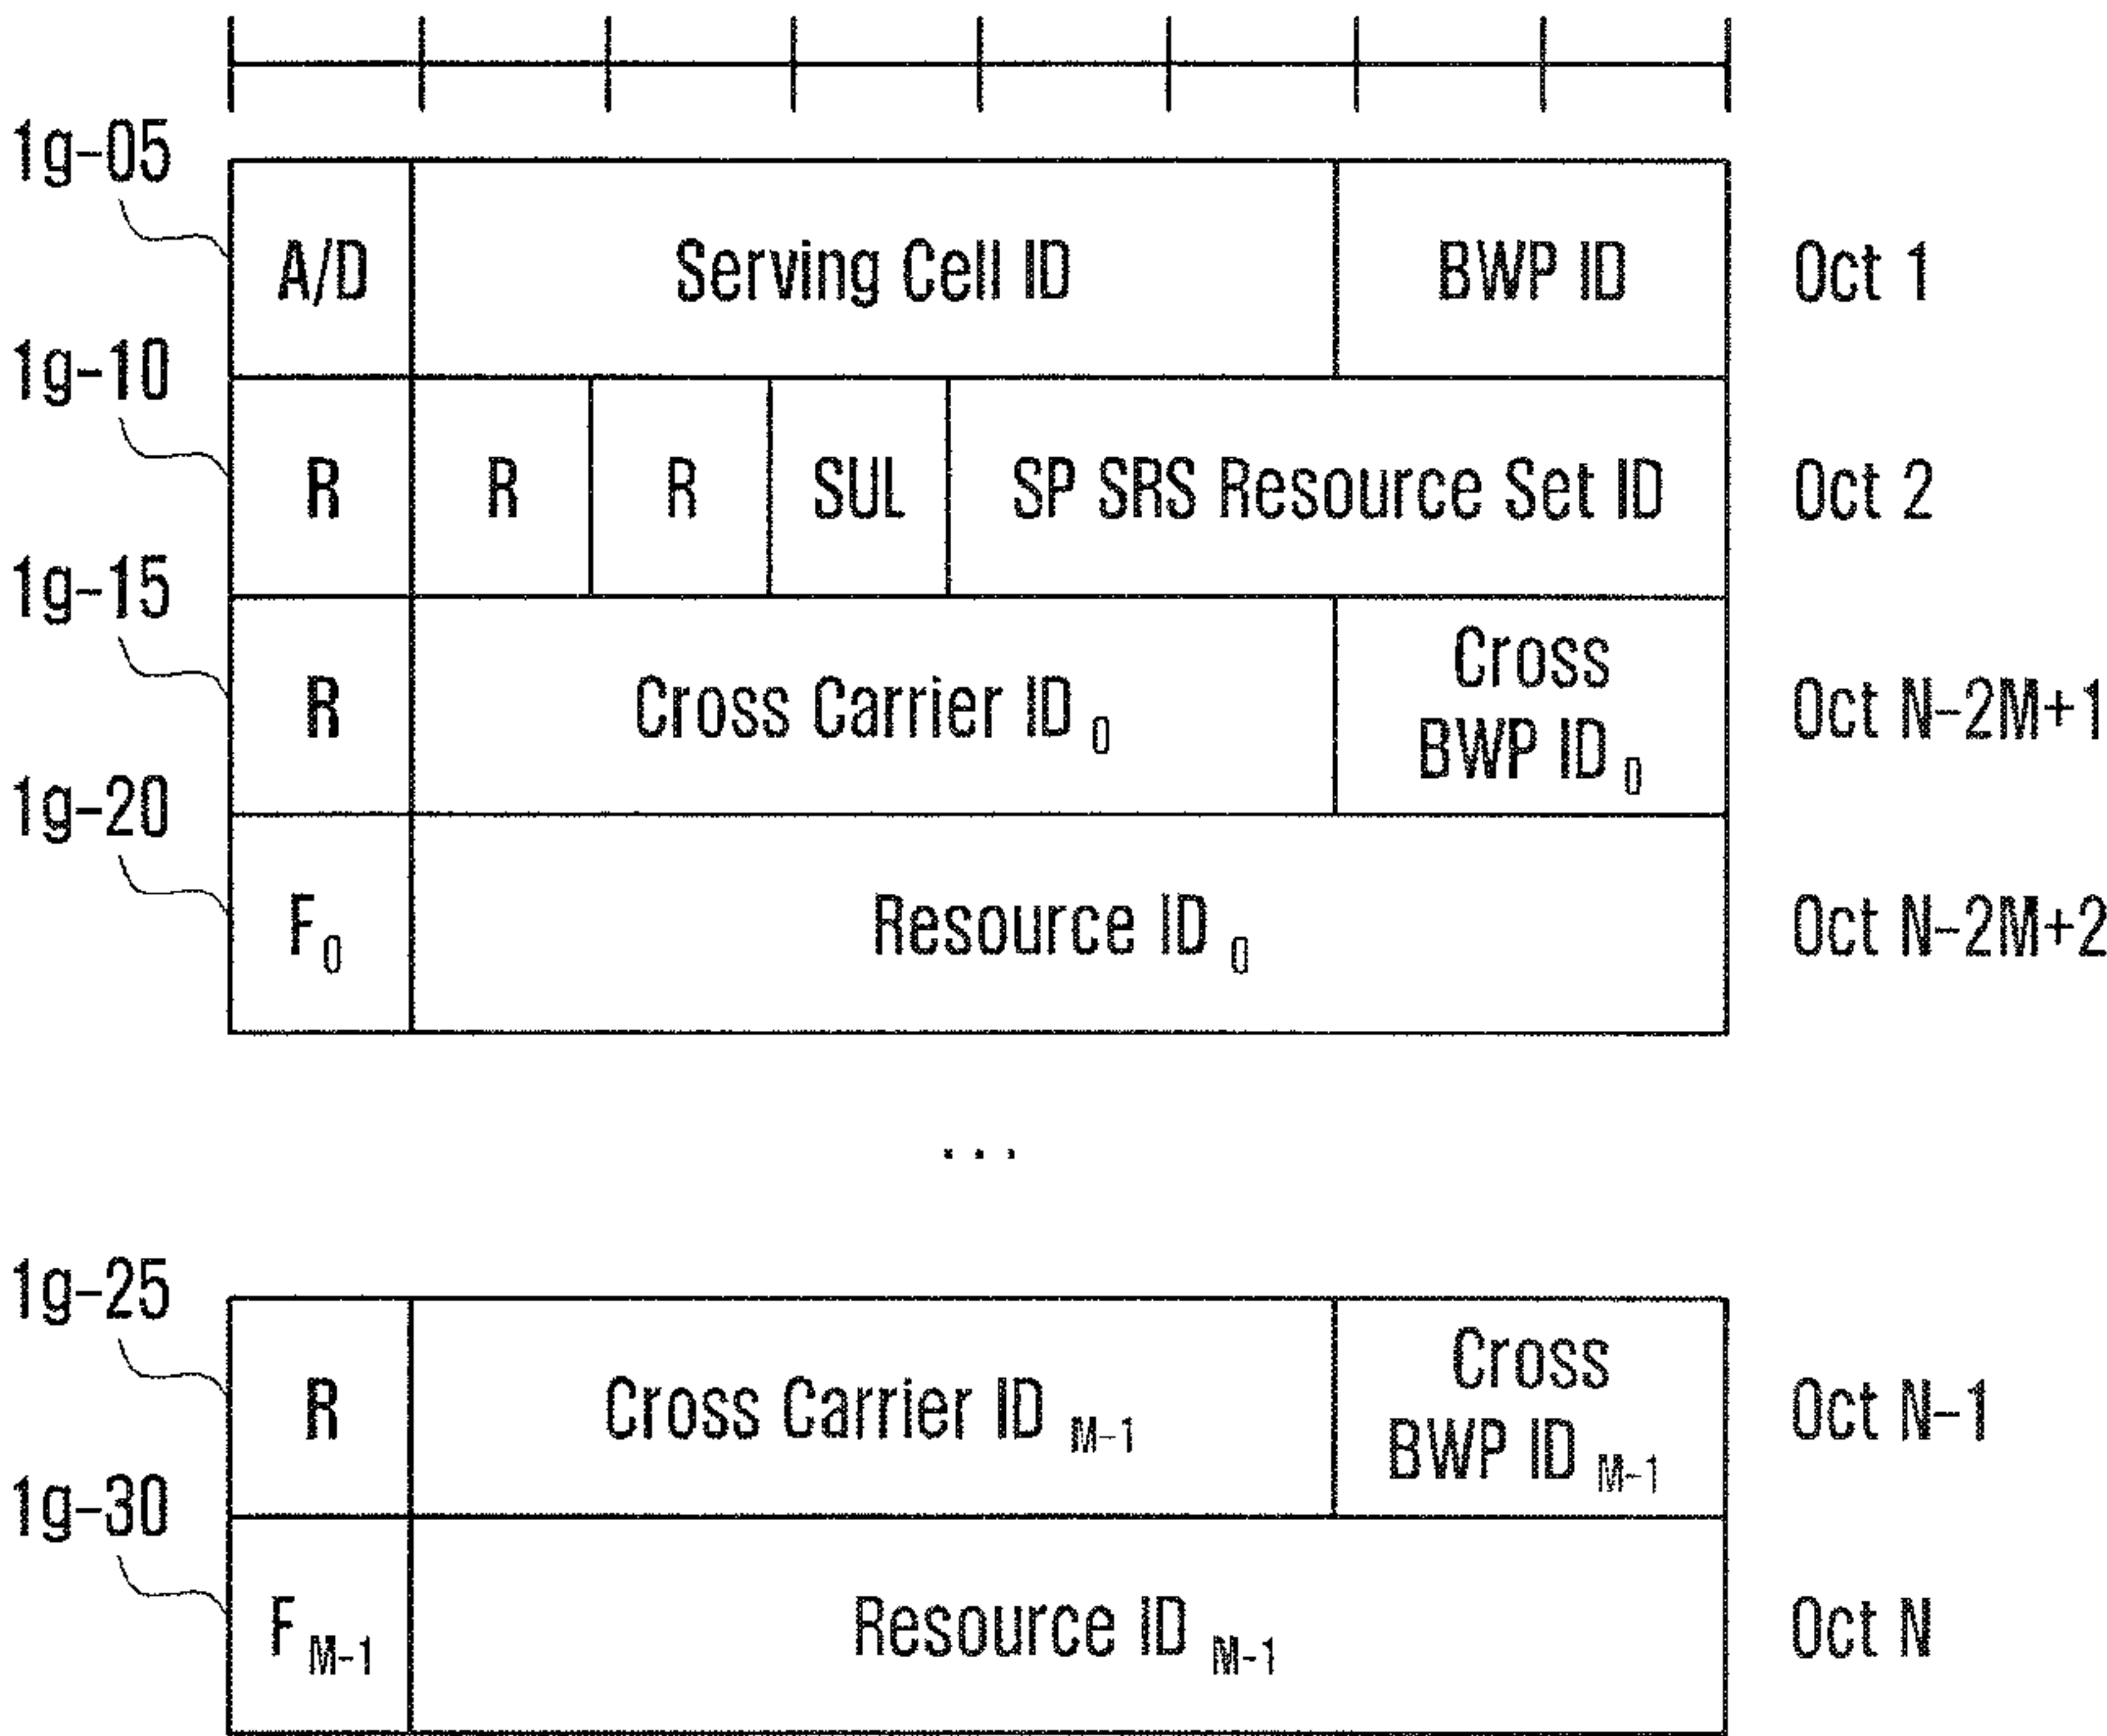 1g-05
A/D Serving Cell ID BWP ID Oct 1
1g-10
R R R SUL SP SRS Resource Set ID Oct 2
1g-15
R Cross Carrier ID 0 Cross BWP ID 0 Oct N-2M+1
1g-20
F 0 Resource ID 0 Oct N-2M+2
...
1g-25
R Cross Carrier ID M-1 Cross BWP ID M-1 Oct N-1
1g-30
F M-1 Resource ID M-1 Oct N